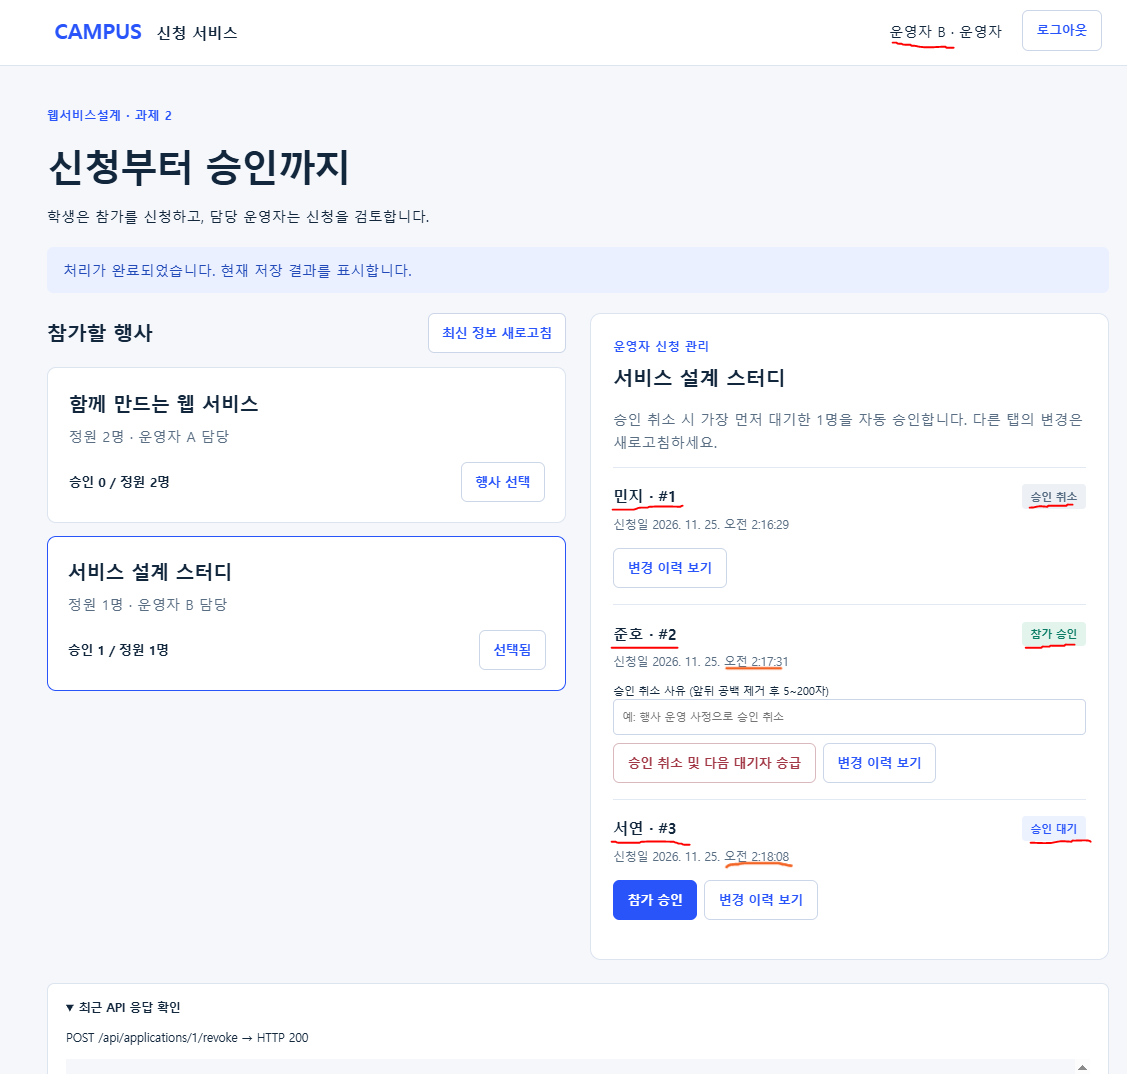 CAMPUS 신청 서비스
운영자 B · 운영자
로그아웃
웹서비스설계 · 과제 2
신청부터 승인까지
학생은 참가를 신청하고, 담당 운영자는 신청을 검토합니다.
처리가 완료되었습니다. 현재 저장 결과를 표시합니다.
참가할 행사
최신 정보 새로고침
함께 만드는 웹 서비스
정원 2명 · 운영자 A 담당
승인 0 / 정원 2명
행사 선택
서비스 설계 스터디
정원 1명 · 운영자 B 담당
승인 1 / 정원 1명
선택됨
운영자 신청 관리
서비스 설계 스터디
승인 취소 시 가장 먼저 대기한 1명을 자동 승인합니다. 다른 탭의 변경은
새로고침하세요.
민지 · #1
승인 취소
신청일 2026. 11. 25. 오전 2:16:29
변경 이력 보기
준호 · #2
참가 승인
신청일 2026. 11. 25. 오전 2:17:31
승인 취소 사유 (앞뒤 공백 제거 후 5~200자)
예: 행사 운영 사정으로 승인 취소
승인 취소 및 다음 대기자 승급
변경 이력 보기
서연 · #3
승인 대기
신청일 2026. 11. 25. 오전 2:18:08
참가 승인
변경 이력 보기
▼ 최근 API 응답 확인
POST /api/applications/1/revoke → HTTP 200